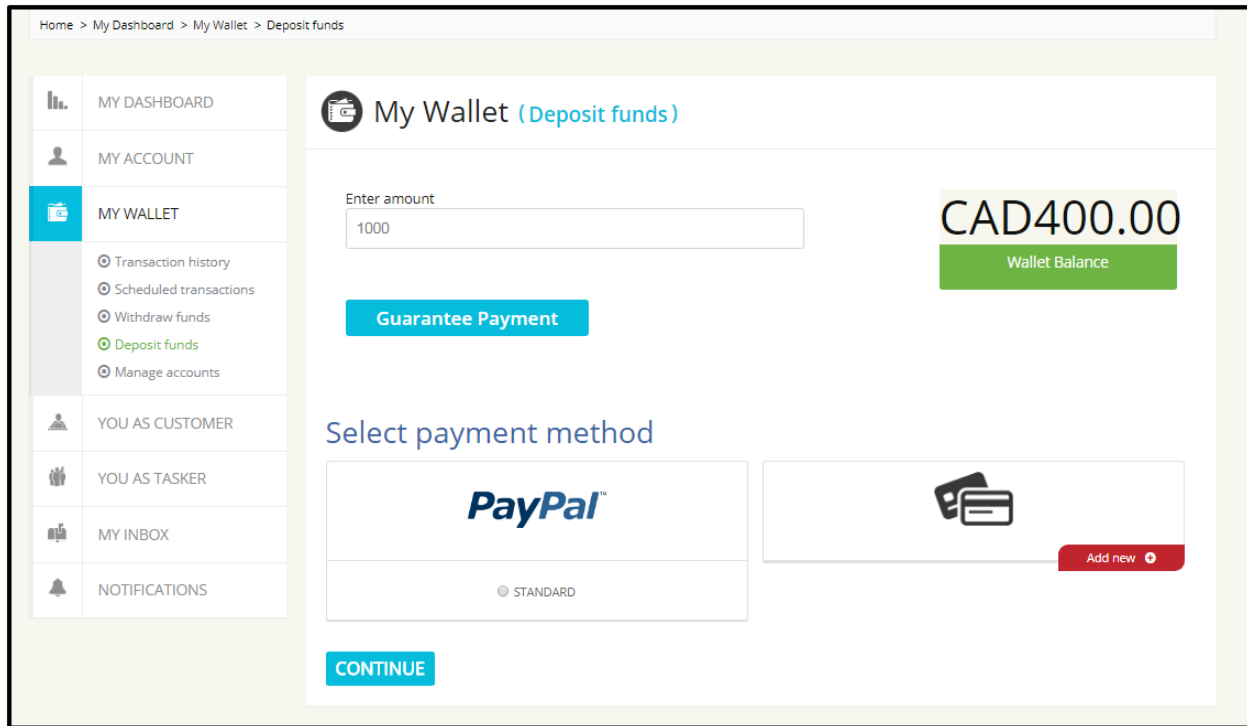 Home > My Dashboard > My Wallet > Deposit funds
MY DASHBOARD
MY ACCOUNT
MY WALLET
Transaction history
Scheduled transactions
Withdraw funds
Deposit funds
Manage accounts
YOU AS CUSTOMER
YOU AS TASKER
MY INBOX
NOTIFICATIONS
My Wallet (Deposit funds)
Enter amount
1000
CAD400.00
Wallet Balance
Guarantee Payment
Select payment method
PayPal™
Add new
STANDARD
CONTINUE